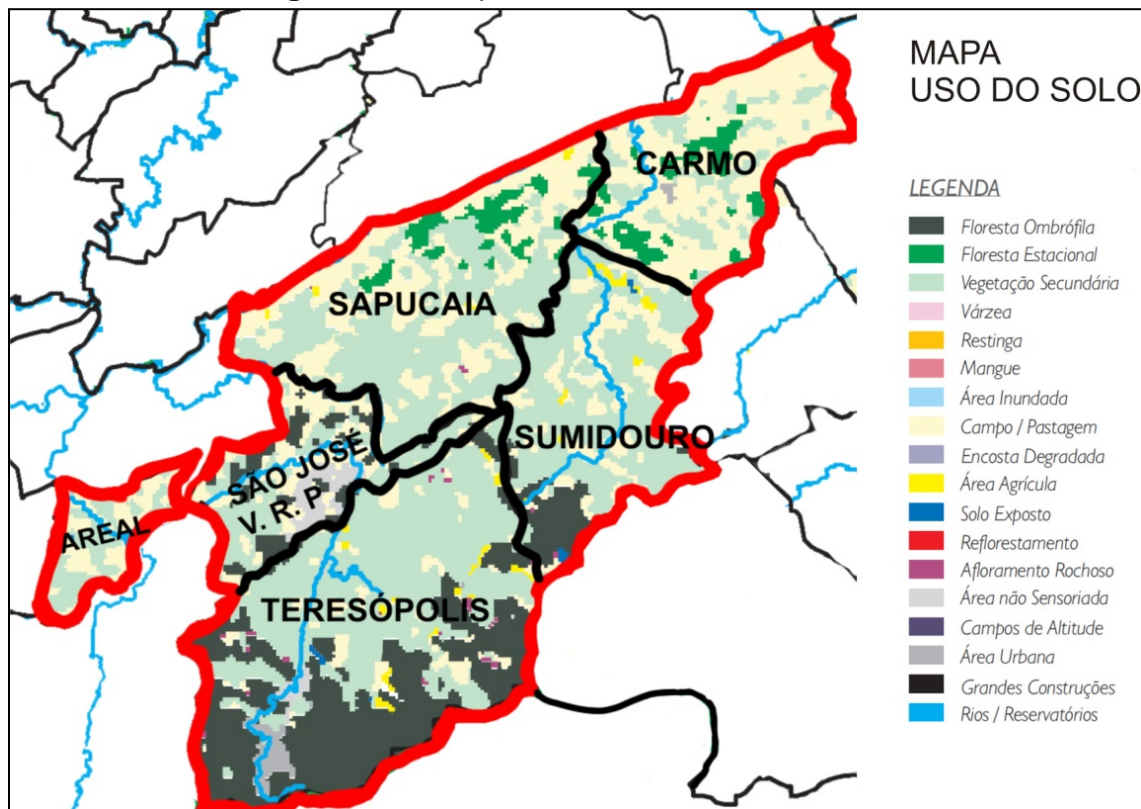 MAPA
USO DO SOLO
LEGENDA
Floresta Ombrófila
Floresta Estacional
Vegetação Secundária
Várzea
Restinga
Mangue
Área Inundada
Campo / Pastagem
Encosta Degradada
Área Agrícula
Solo Exposto
Reflorestamento
Afloramento Rochoso
Área não Sensoriada
Campos de Altitude
Área Urbana
Grandes Construções
Rios / Reservatórios
CARMO
SAPUCAIA
SUMIDOURO
SÃO JOSÉ
V. R. P
AREAL
TERESÓPOLIS